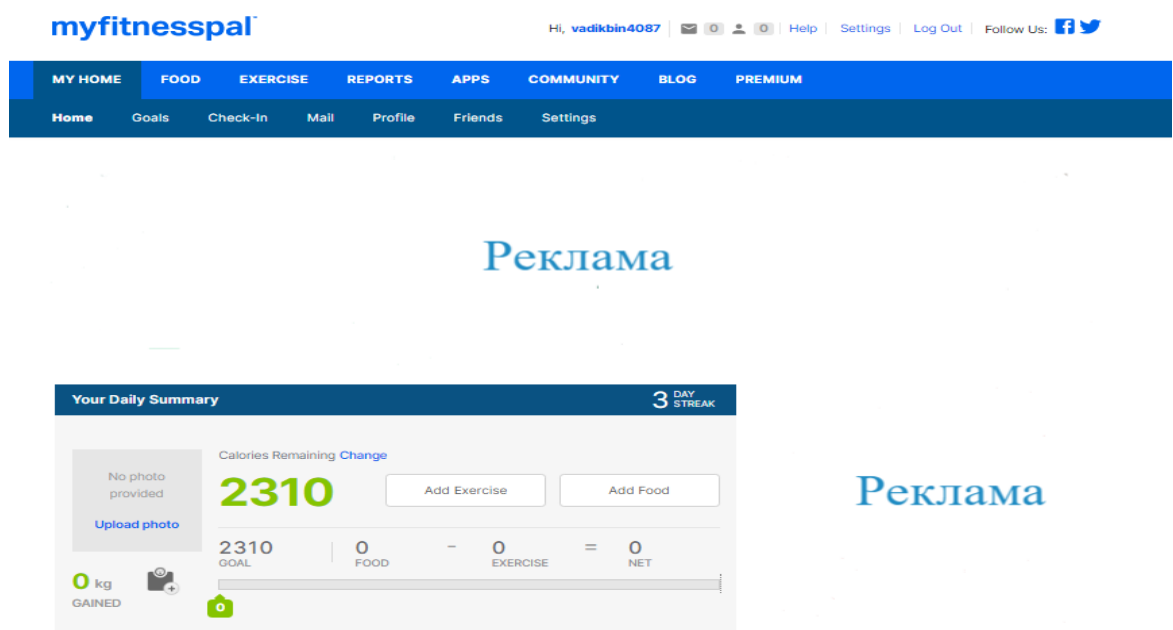 myfitnesspal
Hi, vadikbin4087 0 0 Help Settings Log Out Follow Us:
MY HOME FOOD EXERCISE REPORTS APPS COMMUNITY BLOG PREMIUM
Home Goals Check-In Mail Profile Friends Settings
Реклама
Your Daily Summary 3 DAY STREAK
No photo provided
Upload photo
Calories Remaining Change
2310 Add Exercise Add Food
2310 0 - 0 = 0
GOAL FOOD EXERCISE NET
0 kg
GAINED
0
Реклама